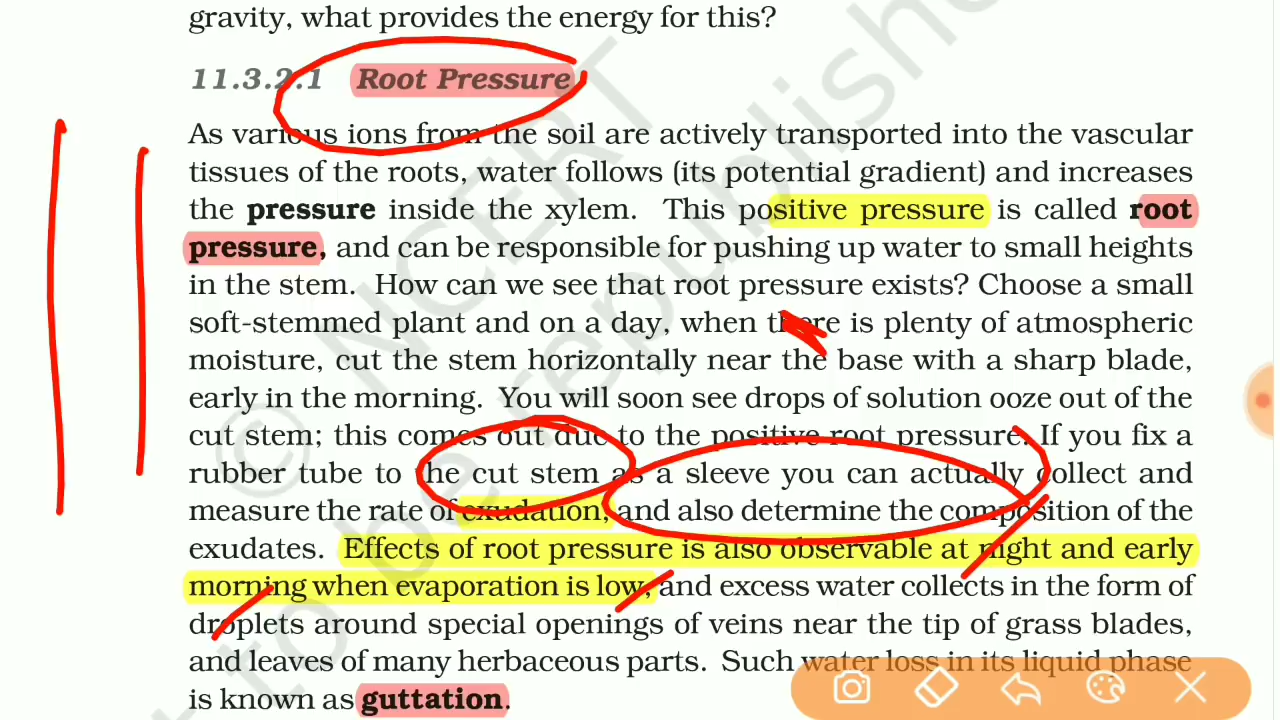 gravity, what provides the energy for this?
11.3.2.1 Root Pressure
As various ions from the soil are actively transported into the vascular
tissues of the roots, water follows (its potential gradient) and increases
the pressure inside the xylem. This positive pressure is called root
pressure, and can be responsible for pushing up water to small heights
in the stem. How can we see that root pressure exists? Choose a small
soft-stemmed plant and on a day, when there is plenty of atmospheric
moisture, cut the stem horizontally near the base with a sharp blade,
early in the morning. You will soon see drops of solution ooze out of the
cut stem; this comes out due to the positive root pressure. If you fix a
rubber tube to the cut stem as a sleeve you can actually collect and
measure the rate of exudation, and also determine the composition of the
exudates. Effects of root pressure is also observable at night and early
morning when evaporation is low, and excess water collects in the form of
droplets around special openings of veins near the tip of grass blades,
and leaves of many herbaceous parts. Such water loss in its liquid phase
is known as guttation.
© NCERT
not to be republished